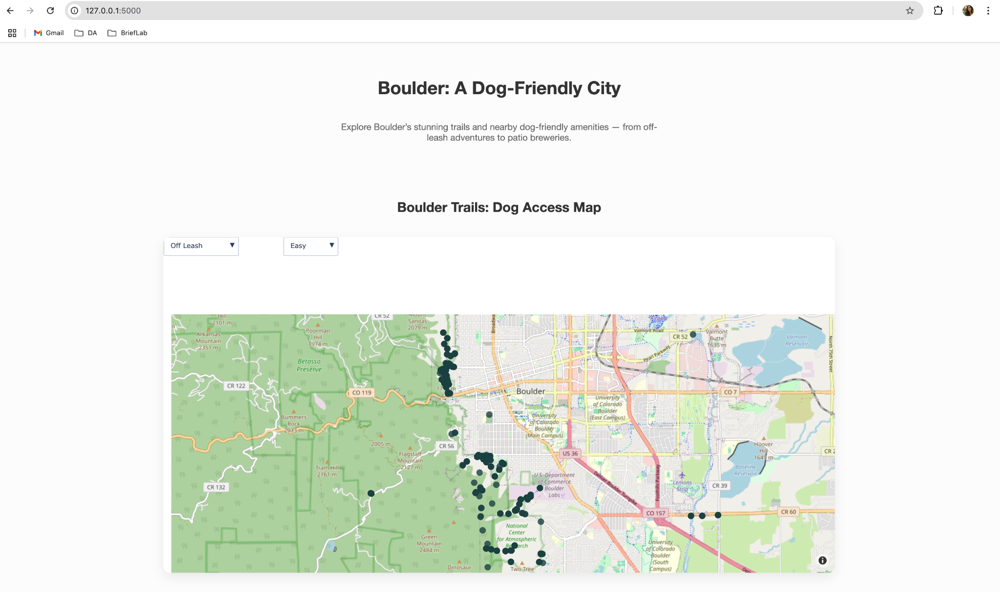 127.0.0.1:5000
Gmail
DA
BriefLab
Boulder: A Dog-Friendly City
Explore Boulder’s stunning trails and nearby dog-friendly amenities — from off-
leash adventures to patio breweries.
Boulder Trails: Dog Access Map
Off Leash
Easy
Hill
2101 m
Arkansas
Mountain
2351 m
Poorman
Hill
1974 m
CR 52
Mount
Sanitas
2079 m
Betasso
Preserve
CR 122
CO 119
Bummers
Rock
2033 m
2005 m
CR 56
Flagstaff
Mountain
2127 m
Tram Hill
2161 m
CR 132
Green
Mountain
2484 m
Dinosaur
Boulder
University
of Colorado
Boulder
(Main Campus)
University
of Colorado
Boulder
(East Campus)
US 36
U.S. Department
of Commerce
Boulder
Labs
National
Center
for Atmospheric
Research
Two Tree
Denver Boulder Turnpike
Foothills Parkway
CO 157
University
of Colorado
Boulder
(South
Campus)
Airport
Valmont Road
Pearl Parkway
CR 52
Valmont
Butte
1635 m
Valmont
Reservoir
North 75th Street
CO 7
Hoover
Hill
1649 m
Baseline
Reservoir
Lemons
Strip
CR 39
CR 2
CR 60